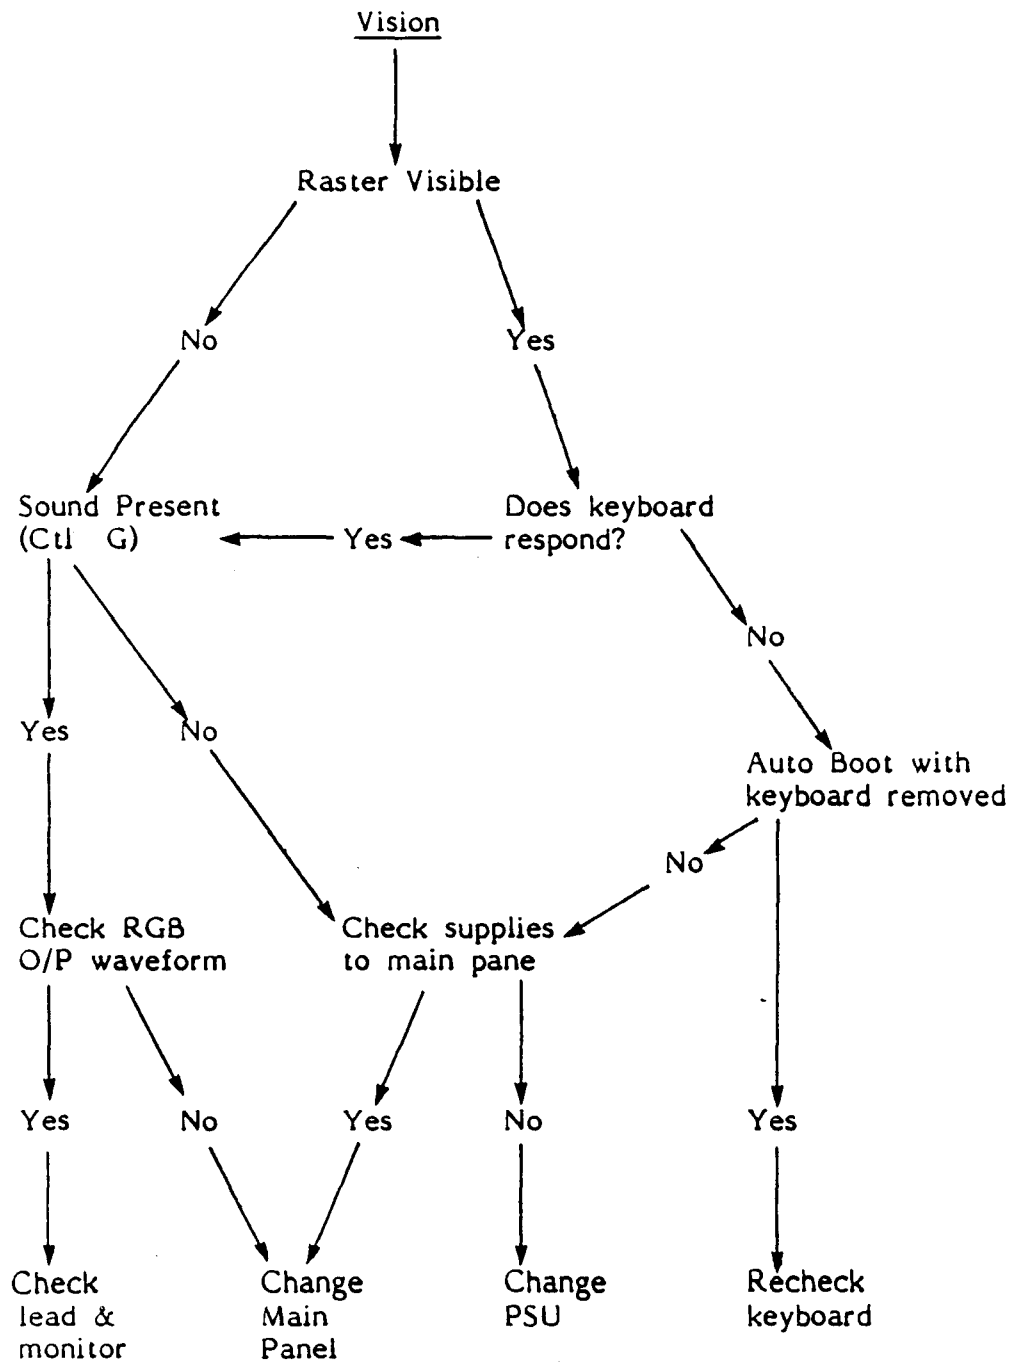 Vision
Raster Visible
No
Yes
Sound Present
(Ctl G)
Yes
Does keyboard
respond?
No
Yes
No
Auto Boot with
keyboard removed
No
Check RGB
O/P waveform
Check supplies
to main pane
Yes
No
Yes
No
Yes
Check
lead &
monitor
Change
Main
Panel
Change
PSU
Recheck
keyboard